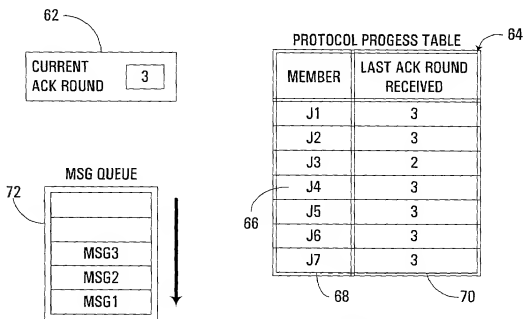 62
CURRENT
ACK ROUND
3
PROTOCOL PROGESS TABLE
64
MEMBER
LAST ACK ROUND
RECEIVED
J1 3
J2 3
J3 2
J4 3
J5 3
J6 3
J7 3
66
68
70
MSG QUEUE
72
MSG3
MSG2
MSG1